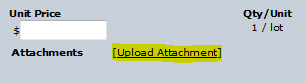 Unit Price Qty/Unit
$ 1 / lot
Attachments [Upload Attachment]